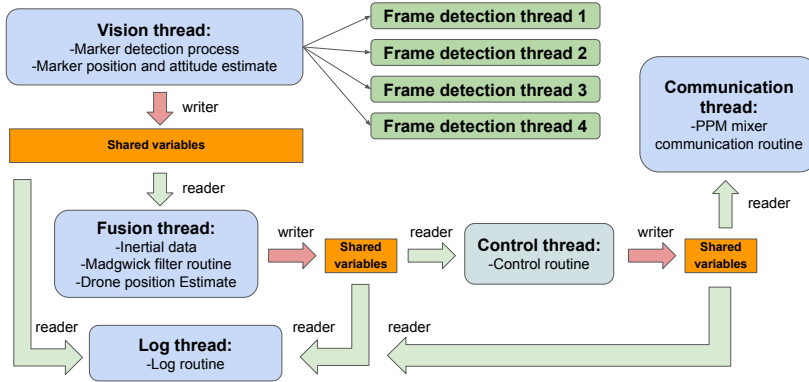 Vision thread:
-Marker detection process
-Marker position and attitude estimate
Frame detection thread 1
Frame detection thread 2
Frame detection thread 3
Frame detection thread 4
Communication
thread:
-PPM mixer
communication routine
writer
Shared variables
reader
reader
Fusion thread:
-Inertial data
-Madgwick filter routine
-Drone position Estimate
writer
Shared
variables
reader
Control thread:
-Control routine
writer
Shared
variables
reader
Log thread:
-Log routine
reader
reader